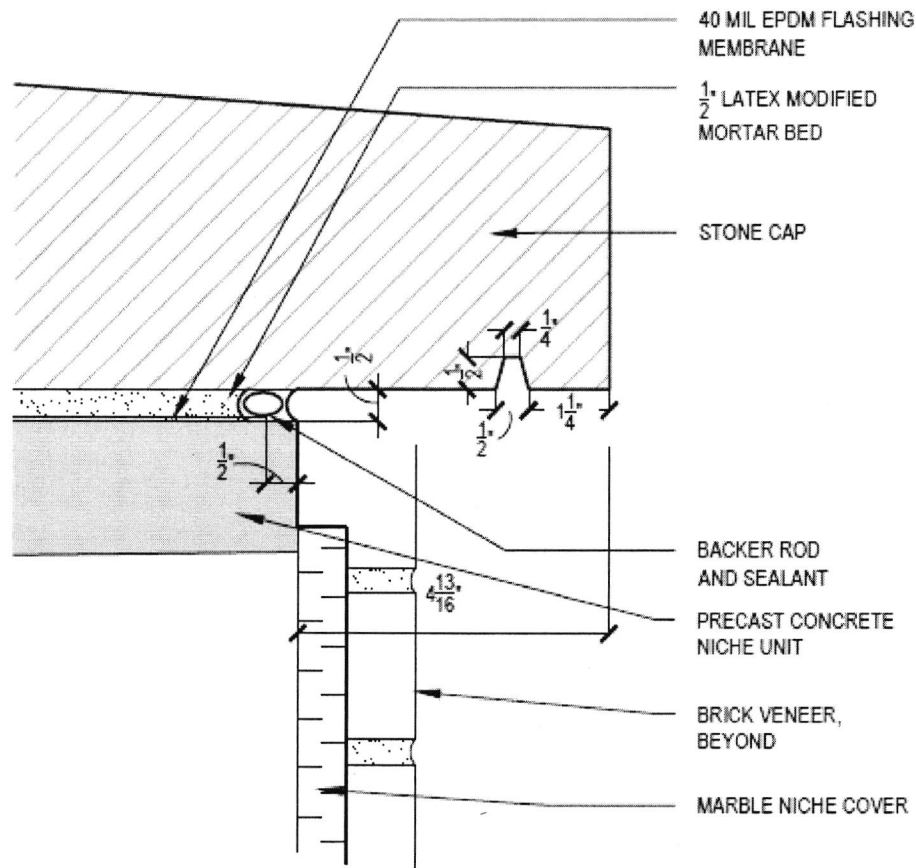 40 MIL EPDM FLASHING
MEMBRANE
1/2" LATEX MODIFIED
MORTAR BED
STONE CAP
1/4"
1/2"
1/2"
1/2"
1 1/4"
1/2"
BACKER ROD
AND SEALANT
4 13/16"
PRECAST CONCRETE
NICHE UNIT
BRICK VENEER,
BEYOND
MARBLE NICHE COVER